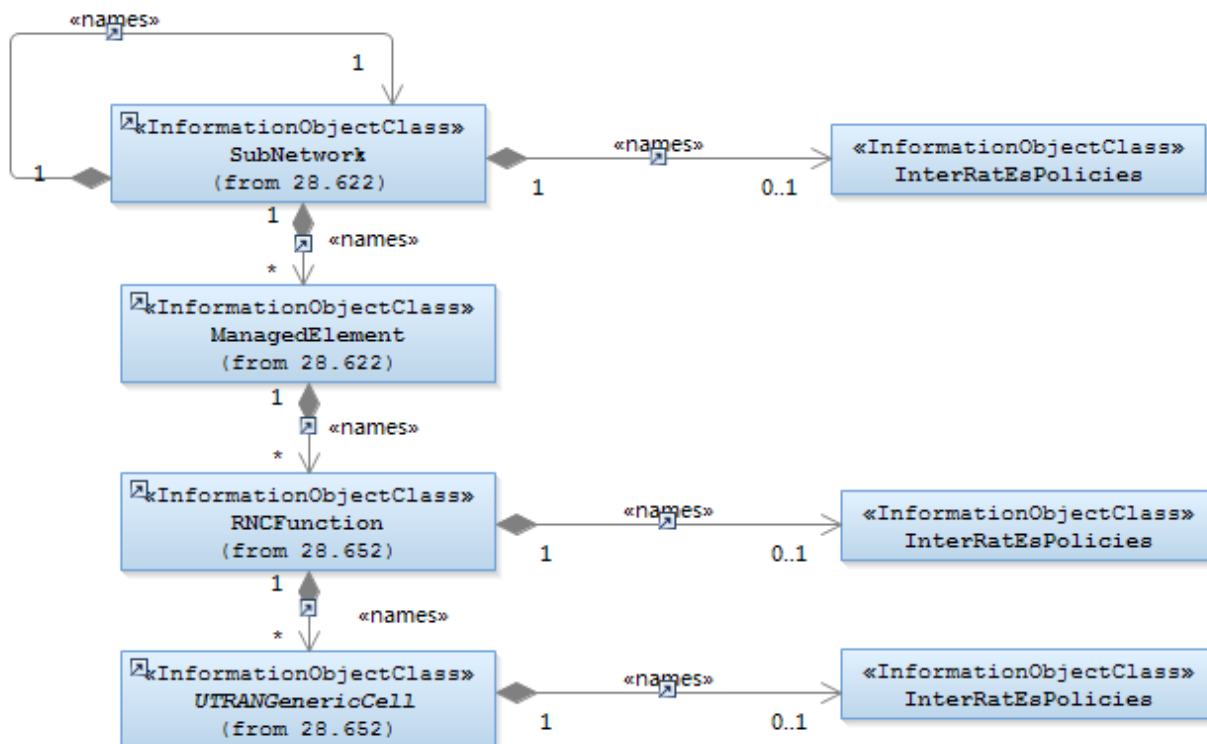 «names»
1
«InformationObjectClass»
SubNetwork
(from 28.622)
1
«names»
1
0..1
«InformationObjectClass»
InterRatEsPolicies
1
«names»
*
«InformationObjectClass»
ManagedElement
(from 28.622)
1
«names»
*
«InformationObjectClass»
RNCFunction
(from 28.652)
«names»
1
0..1
«InformationObjectClass»
InterRatEsPolicies
1
«names»
*
«InformationObjectClass»
UTRANGenericCell
(from 28.652)
«names»
1
0..1
«InformationObjectClass»
InterRatEsPolicies